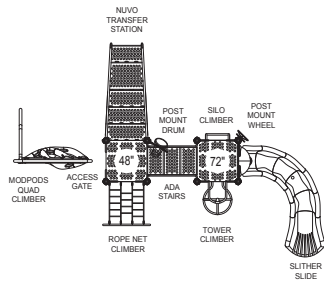 NUVO
TRANSFER
STATION
POST
MOUNT
DRUM
SILO
CLIMBER
POST
MOUNT
WHEEL
48"
72"
MODPODS
QUAD
CLIMBER
ACCESS
GATE
ADA
STAIRS
ROPE NET
CLIMBER
TOWER
CLIMBER
SLITHER
SLIDE